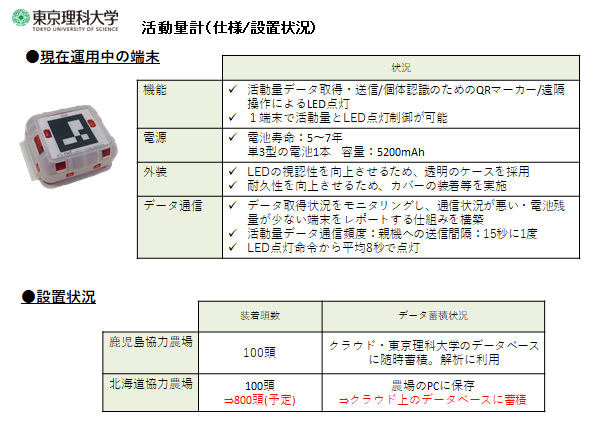 東京理科大学
TOKYO UNIVERSITY OF SCIENCE
活動量計(仕様/設置状況)
●現在運用中の端末
状況
機能
✓ 活動量データ取得・送信/個体認識のためのQRマーカー/遠隔
操作によるLED点灯
✓ １端末で活動量とLED点灯制御が可能
電源
✓ 電池寿命：5～7年
単3型の電池1本 容量：5200mAh
外装
✓ LEDの視認性を向上させるため、透明のケースを採用
✓ 耐久性を向上させるため、カバーの装着等を実施
データ通信
✓ データ取得状況をモニタリングし、通信状況が悪い・電池残
量が少ない端末をレポートする仕組みを構築
✓ 活動量データ通信頻度：親機への送信間隔：15秒に1度
✓ LED点灯命令から平均8秒で点灯
●設置状況
装着頭数
データ蓄積状況
鹿児島協力農場
100頭
クラウド・東京理科大学のデータベース
に随時蓄積。解析に利用
北海道協力農場
100頭
⇒800頭(予定)
農場のPCに保存
⇒クラウド上のデータベースに蓄積